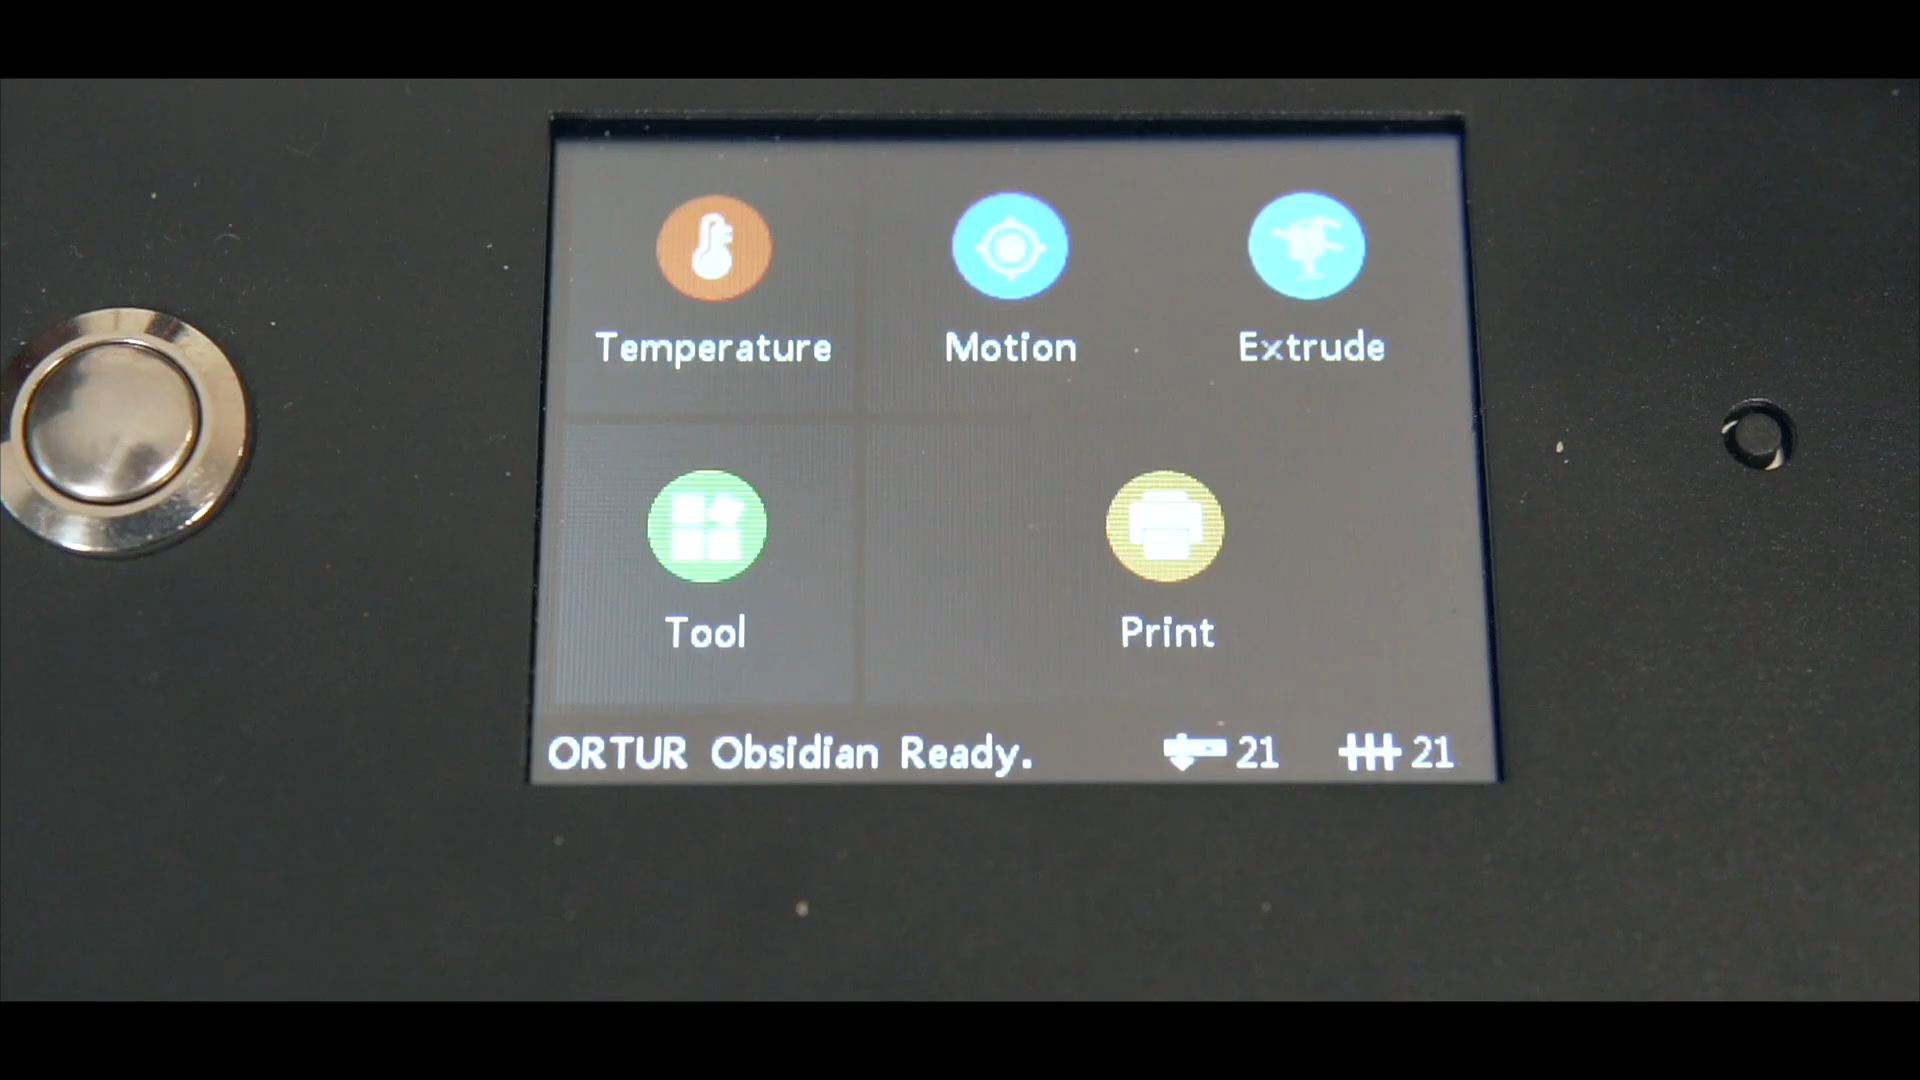 Temperature Motion Extrude
Tool Print
ORTUR Obsidian Ready. 21 21